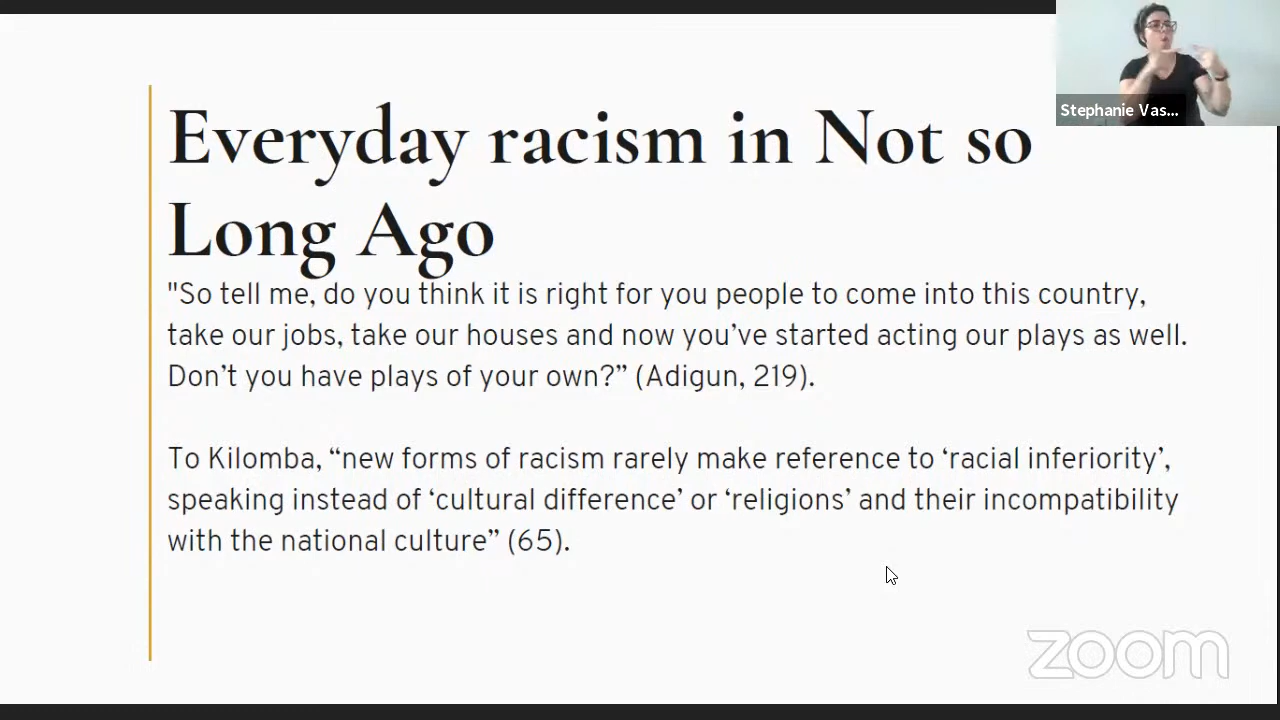 Everyday racism in Not so
Long Ago
"So tell me, do you think it is right for you people to come into this country,
take our jobs, take our houses and now you’ve started acting our plays as well.
Don’t you have plays of your own?” (Adigun, 219).
To Kilomba, “new forms of racism rarely make reference to ‘racial inferiority’,
speaking instead of ‘cultural difference’ or ‘religions’ and their incompatibility
with the national culture” (65).
Stephanie Vas...
zoom